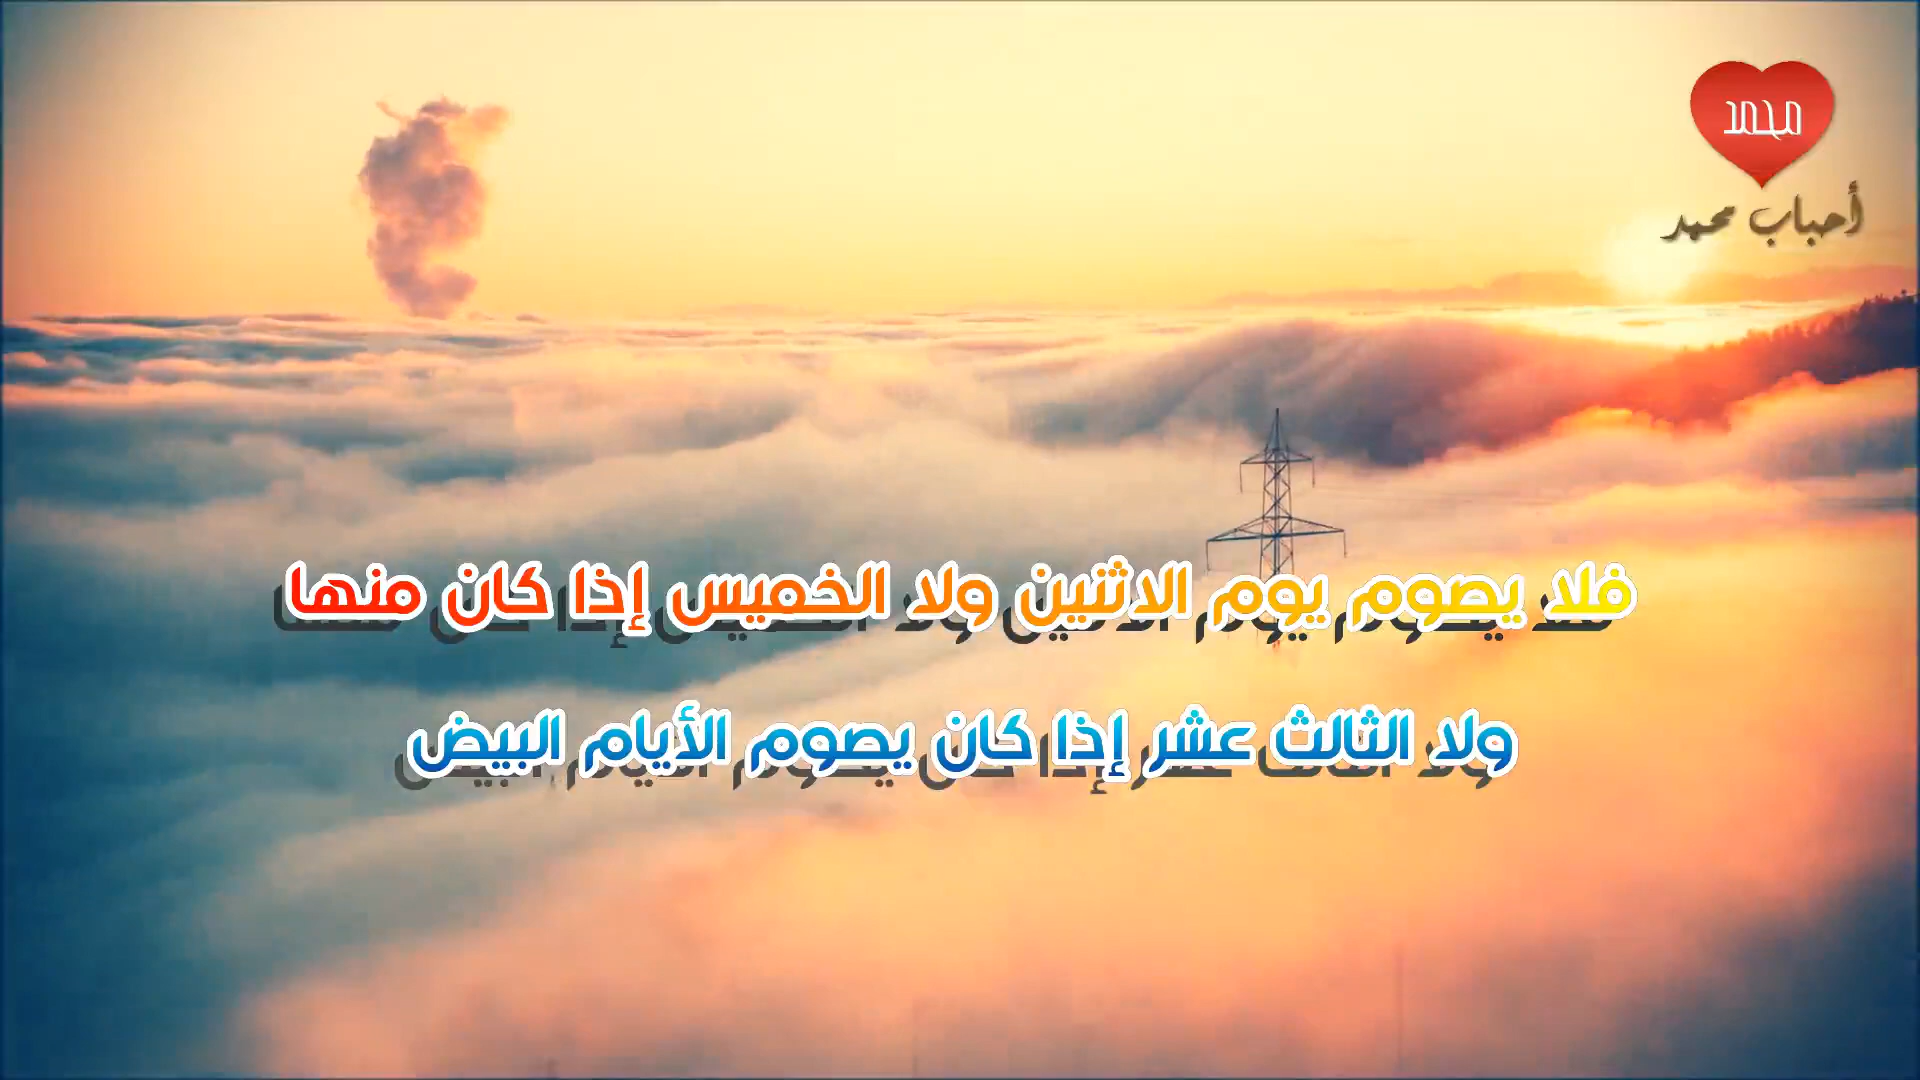 محمد
أحباب محمد
فلا يصوم يوم الاثنين ولا الخميس إذا كان منها
ولا الثالث عشر إذا كان يصوم الأيام البيض